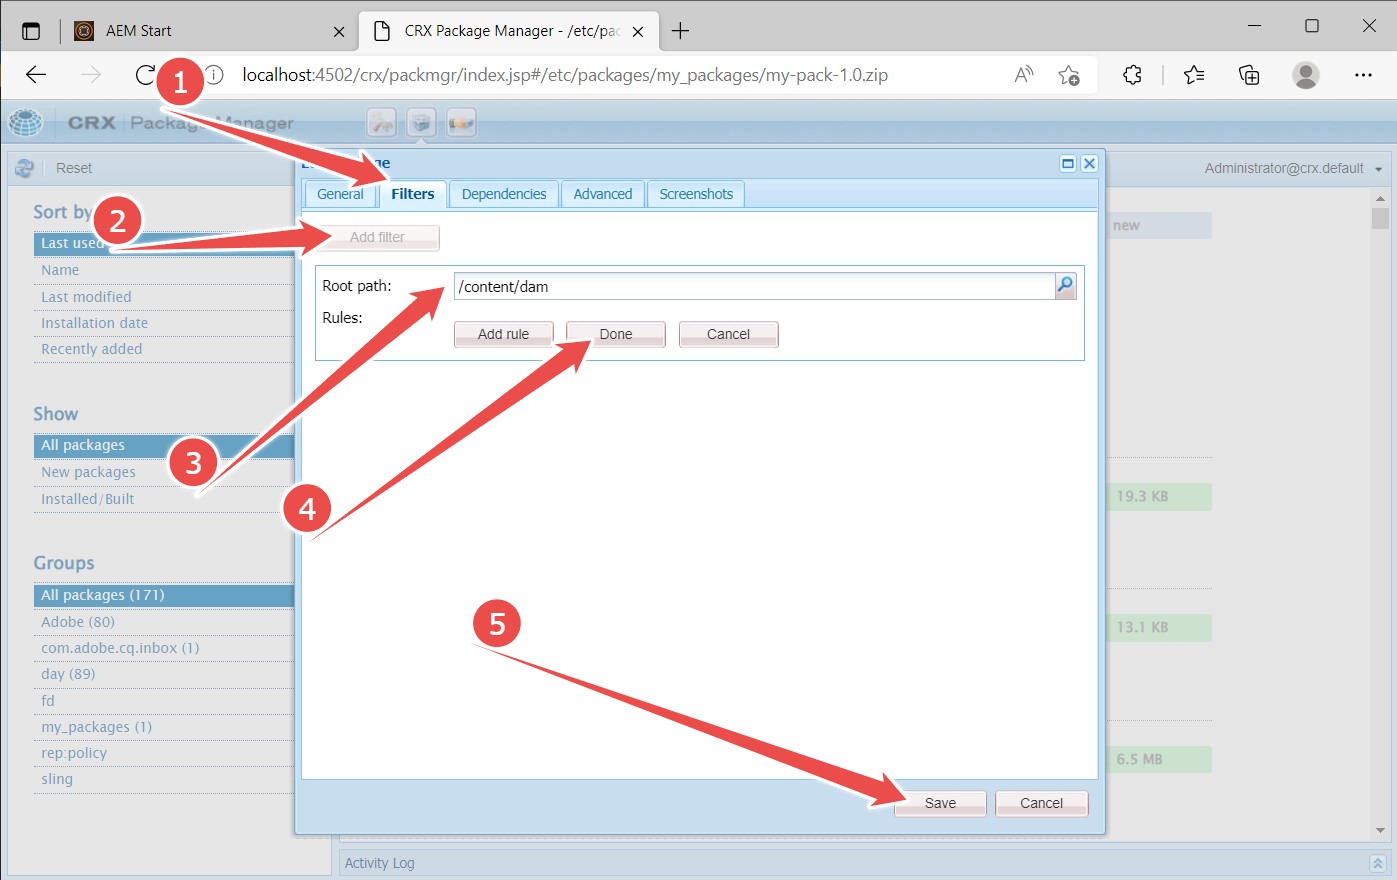 AEM Start
CRX Package Manager - /etc/pac
localhost:4502/crx/packmgr/index.jsp#/etc/packages/my_packages/my-pack-1.0.zip
1
CRX Package Manager
Reset
Administrator@crx.default
General
Filters
Dependencies
Advanced
Screenshots
2
Sort by
Last used
Name
Last modified
Installation date
Recently added
Add filter
new
Root path:
/content/dam
Rules:
Add rule
Done
Cancel
Show
All packages
New packages
Installed/Built
3
4
19.3 KB
Groups
All packages (171)
Adobe (80)
com.adobe.cq.inbox (1)
day (89)
fd
my_packages (1)
rep:policy
sling
5
13.1 KB
6.5 MB
Save
Cancel
Activity Log